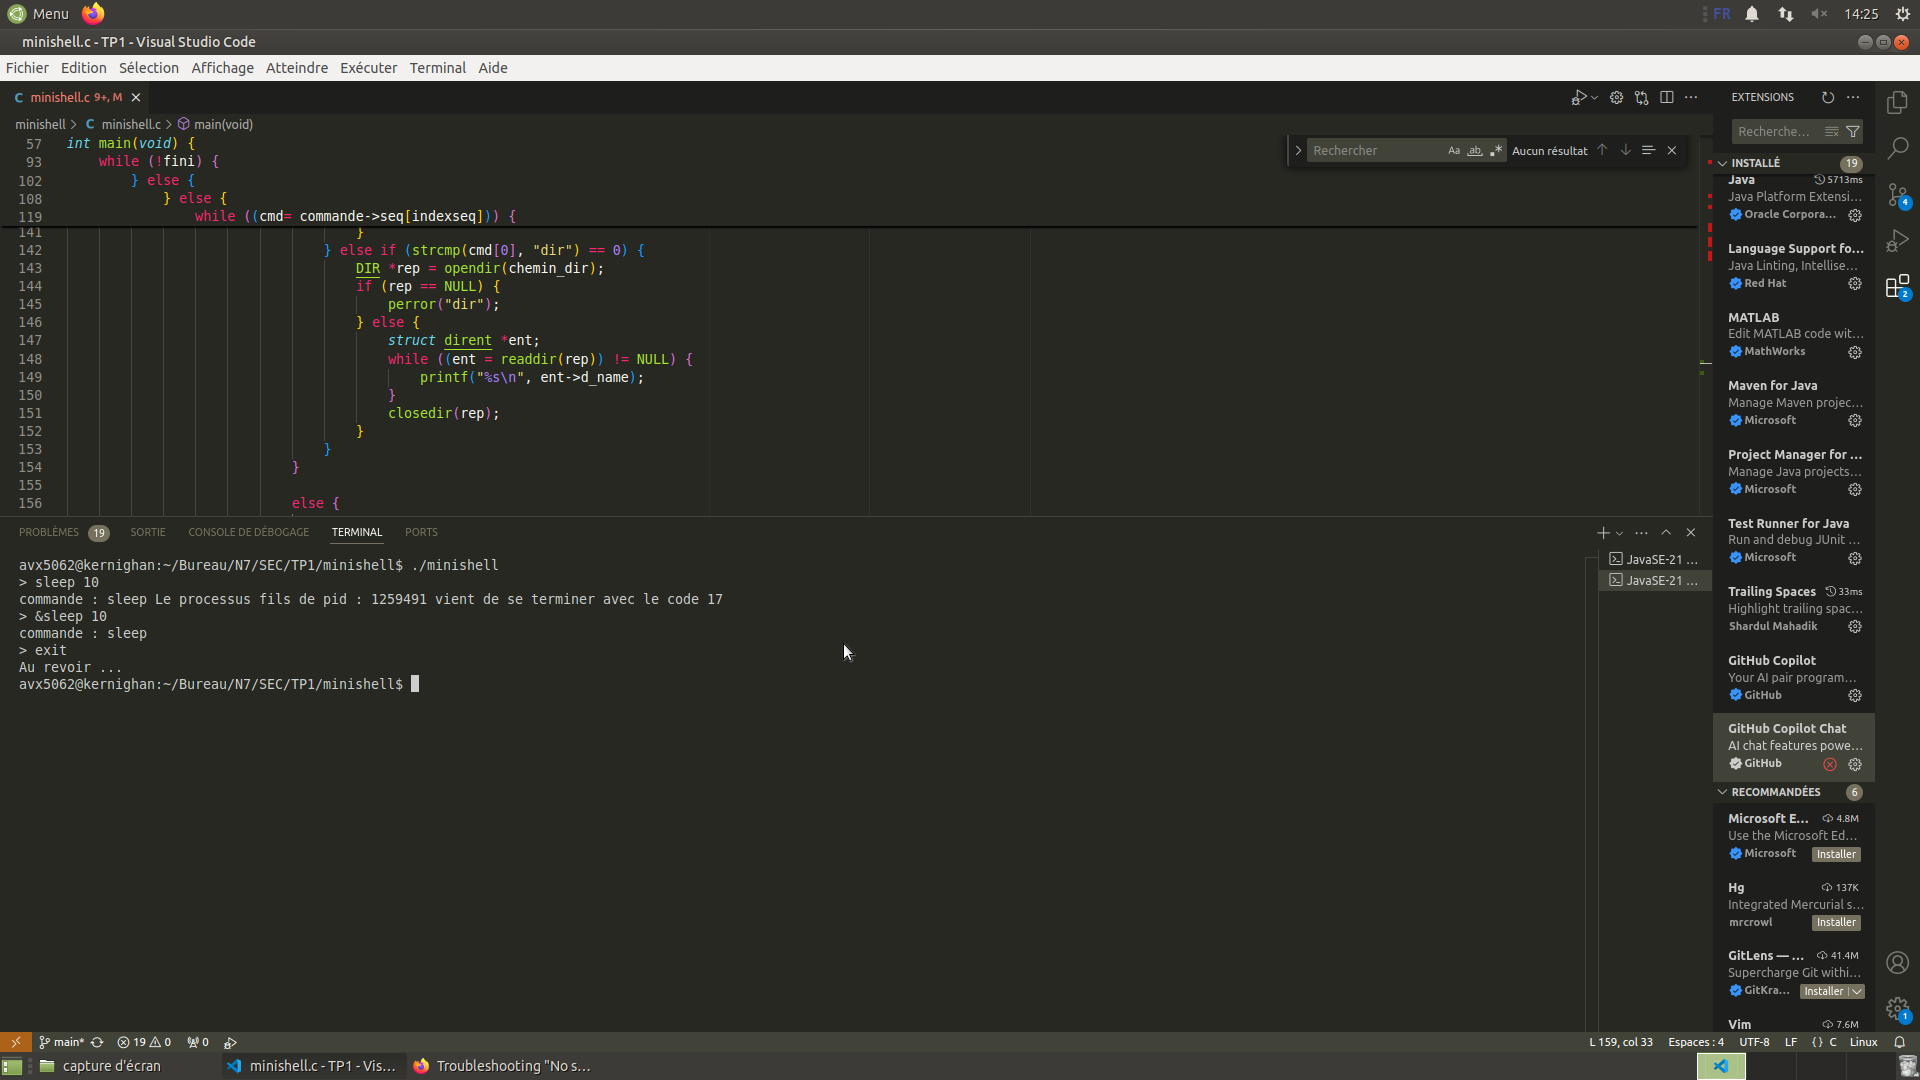 Menu
FR
14:25
minishell.c - TP1 - Visual Studio Code
Fichier Edition Sélection Affichage Atteindre Exécuter Terminal Aide
minishell.c 9+, M
minishell > C minishell.c > main(void)
57 int main(void) {
93 while (!fini) {
102 } else {
108 } else {
119 while ((cmd= commande->seq[indexseq])) {
141 }
142 } else if (strcmp(cmd[0], "dir") == 0) {
143 DIR *rep = opendir(chemin_dir);
144 if (rep == NULL) {
145 perror("dir");
146 } else {
147 struct dirent *ent;
148 while ((ent = readdir(rep)) != NULL) {
149 printf("%s\n", ent->d_name);
150 }
151 closedir(rep);
152 }
153 }
154 }
155
156 else {
Rechercher
Aa ab .*
Aucun résultat
PROBLÈMES 19 SORTIE CONSOLE DE DÉBOGAGE TERMINAL PORTS
avx5062@kernighan:~/Bureau/N7/SEC/TP1/minishell$ ./minishell
> sleep 10
commande : sleep Le processus fils de pid : 1259491 vient de se terminer avec le code 17
> &sleep 10
commande : sleep
> exit
Au revoir ...
avx5062@kernighan:~/Bureau/N7/SEC/TP1/minishell$
JavaSE-21 ...
JavaSE-21 ...
EXTENSIONS
Recherche...
INSTALLÉ 19
Java 5713ms
Java Platform Extensi...
Oracle Corpora...
Language Support fo...
Java Linting, Intellise...
Red Hat
MATLAB
Edit MATLAB code wit...
MathWorks
Maven for Java
Manage Maven projec...
Microsoft
Project Manager for ...
Manage Java projects...
Microsoft
Test Runner for Java
Run and debug JUnit ...
Microsoft
Trailing Spaces 33ms
Highlight trailing spac...
Shardul Mahadik
GitHub Copilot
Your AI pair program...
GitHub
GitHub Copilot Chat
AI chat features powe...
GitHub
RECOMMANDÉES 6
Microsoft E... 4.8M
Use the Microsoft Ed...
Microsoft Installer
Hg 137K
Integrated Mercurial s...
mrcrowl Installer
GitLens — ... 41.4M
Supercharge Git withi...
GitKra... Installer
Vim 7.6M
4
2
1
main* 19 0 0
L 159, col 33 Espaces : 4 UTF-8 LF {} C Linux
capture d'écran
minishell.c - TP1 - Vis...
Troubleshooting "No s...